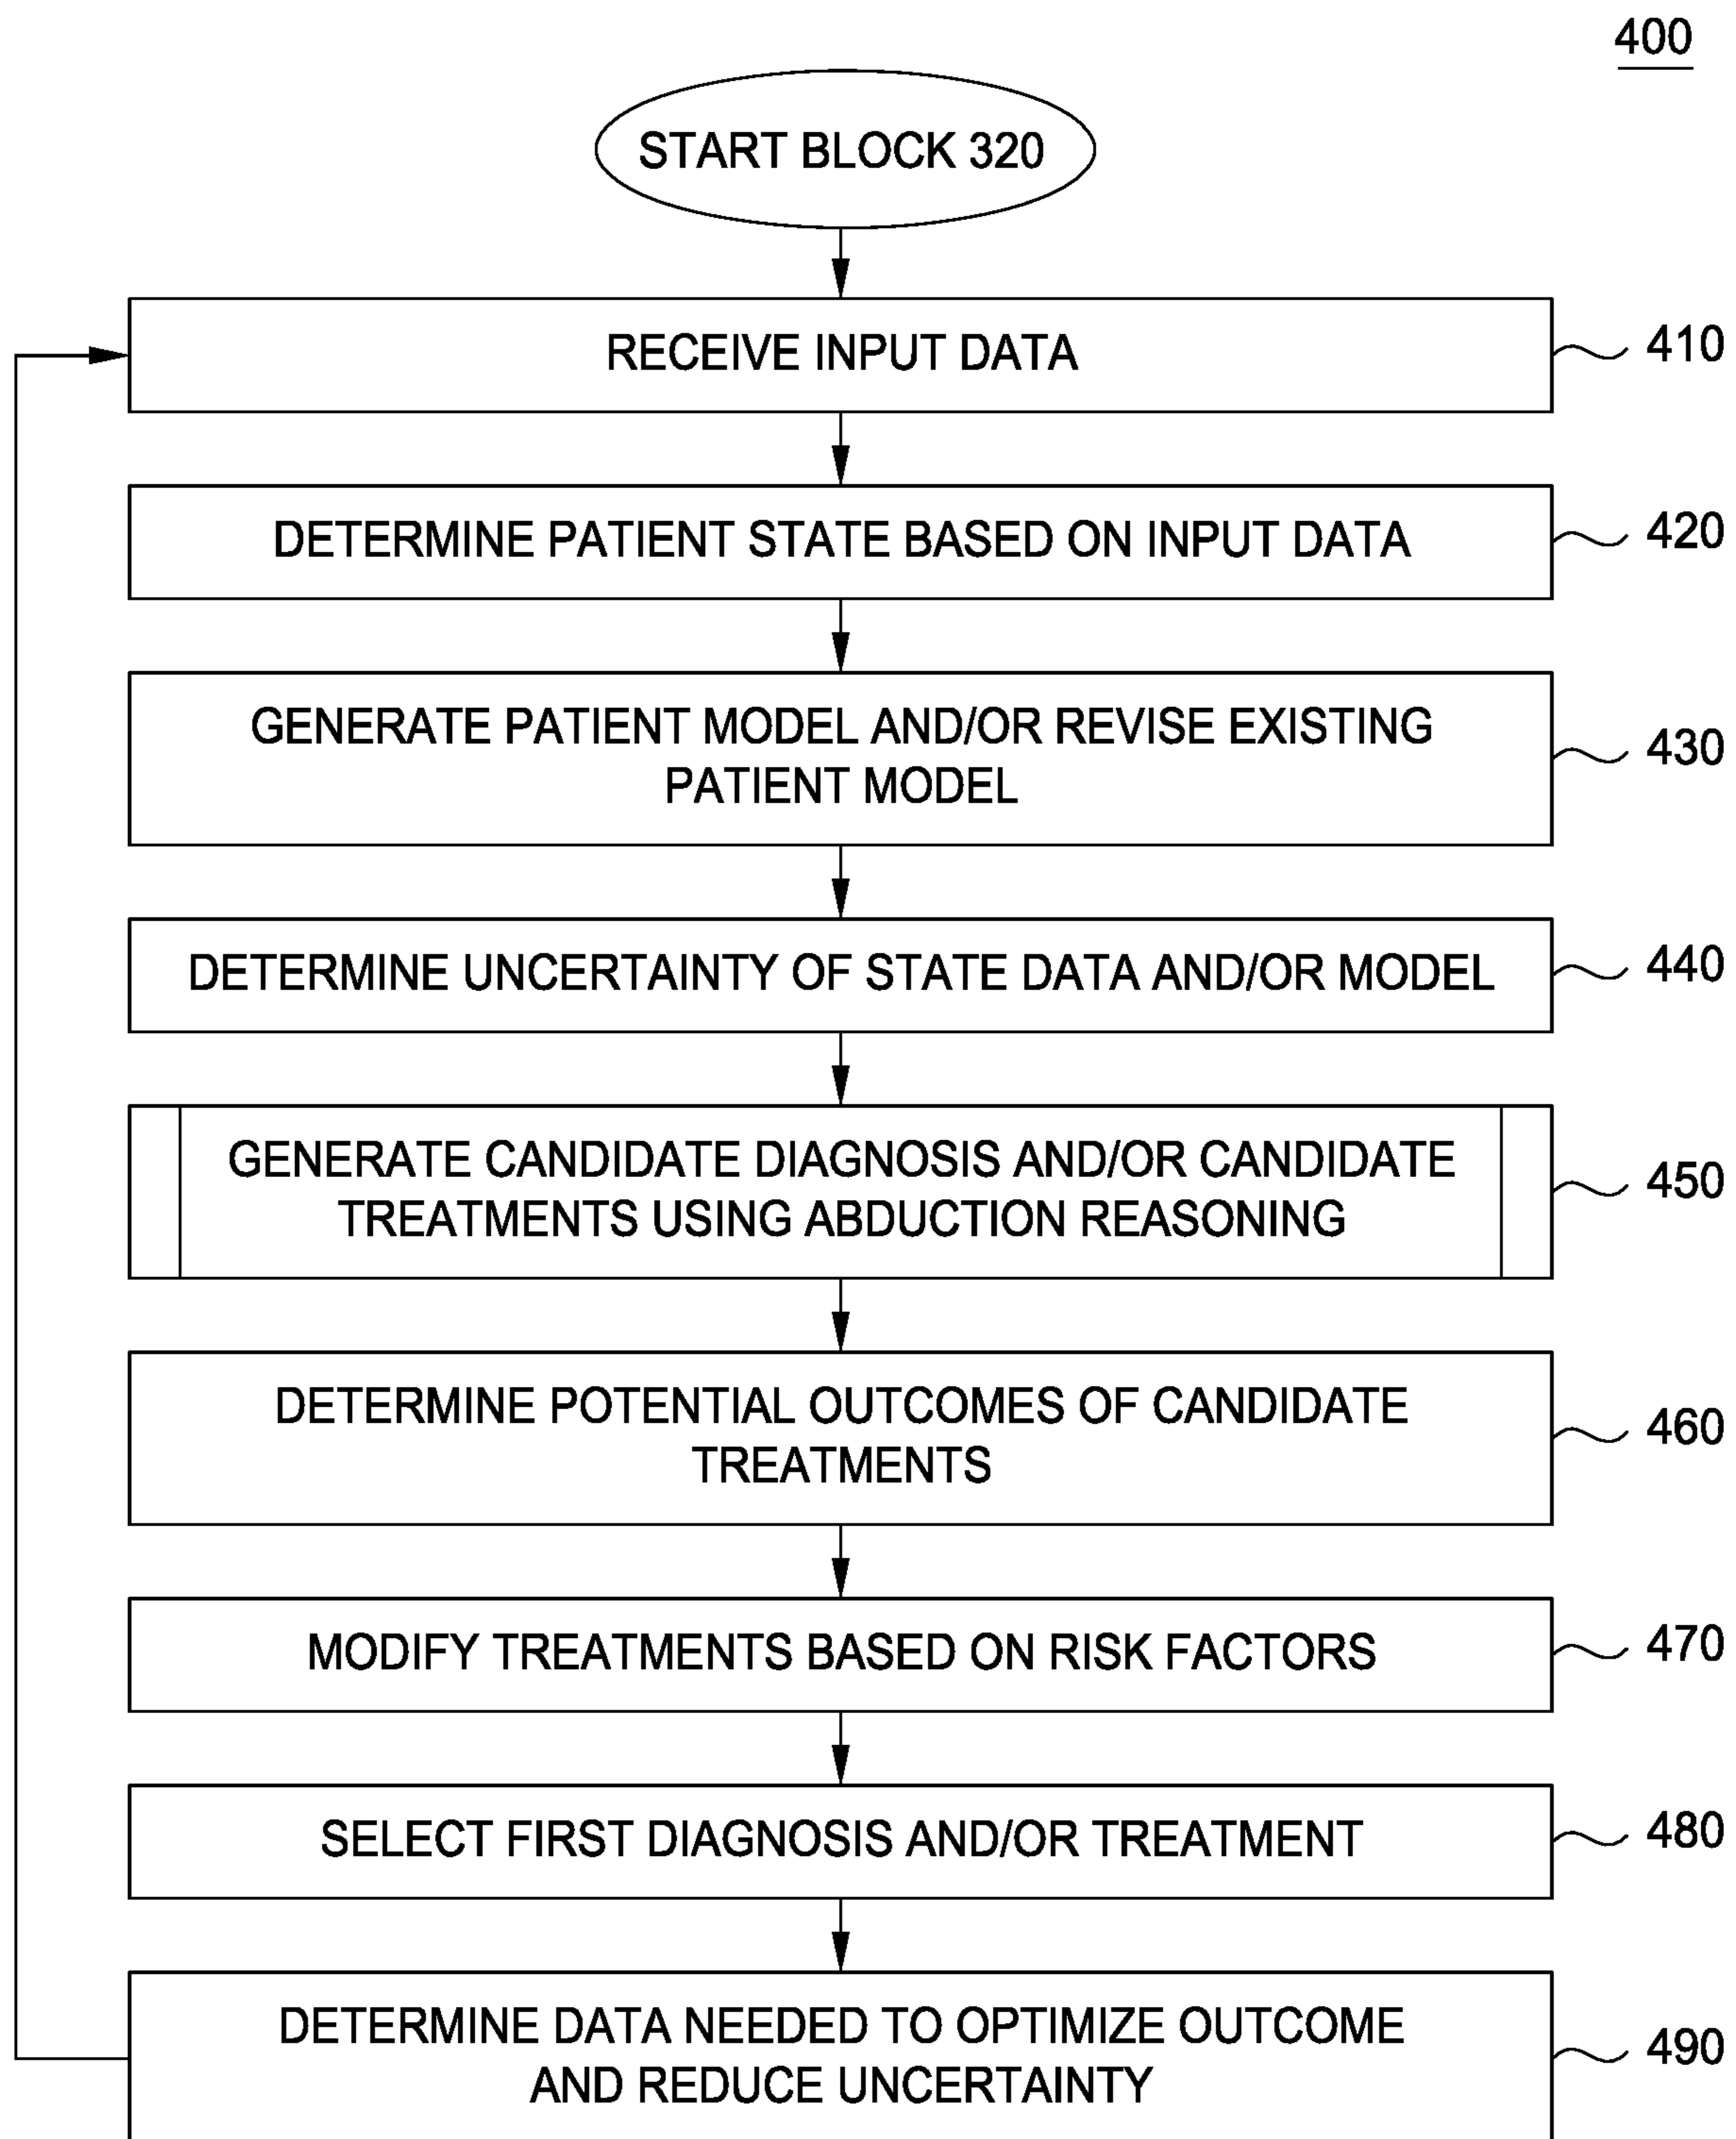 400
START BLOCK 320
RECEIVE INPUT DATA
410
DETERMINE PATIENT STATE BASED ON INPUT DATA
420
GENERATE PATIENT MODEL AND/OR REVISE EXISTING
PATIENT MODEL
430
DETERMINE UNCERTAINTY OF STATE DATA AND/OR MODEL
440
GENERATE CANDIDATE DIAGNOSIS AND/OR CANDIDATE
TREATMENTS USING ABDUCTION REASONING
450
DETERMINE POTENTIAL OUTCOMES OF CANDIDATE
TREATMENTS
460
MODIFY TREATMENTS BASED ON RISK FACTORS
470
SELECT FIRST DIAGNOSIS AND/OR TREATMENT
480
DETERMINE DATA NEEDED TO OPTIMIZE OUTCOME
AND REDUCE UNCERTAINTY
490